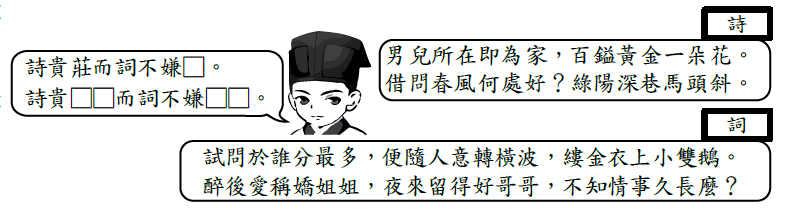 詩貴莊而詞不嫌□。
詩貴□□而詞不嫌□□。
詩
男兒所在即為家，百鎰黃金一朵花。
借問春風何處好？綠陽深巷馬頭斜。
詞
試問於誰分最多，便隨人意轉橫波，縷金衣上小雙鵝。
醉後愛稱嬌姐姐，夜來留得好哥哥，不知情事久長麼？